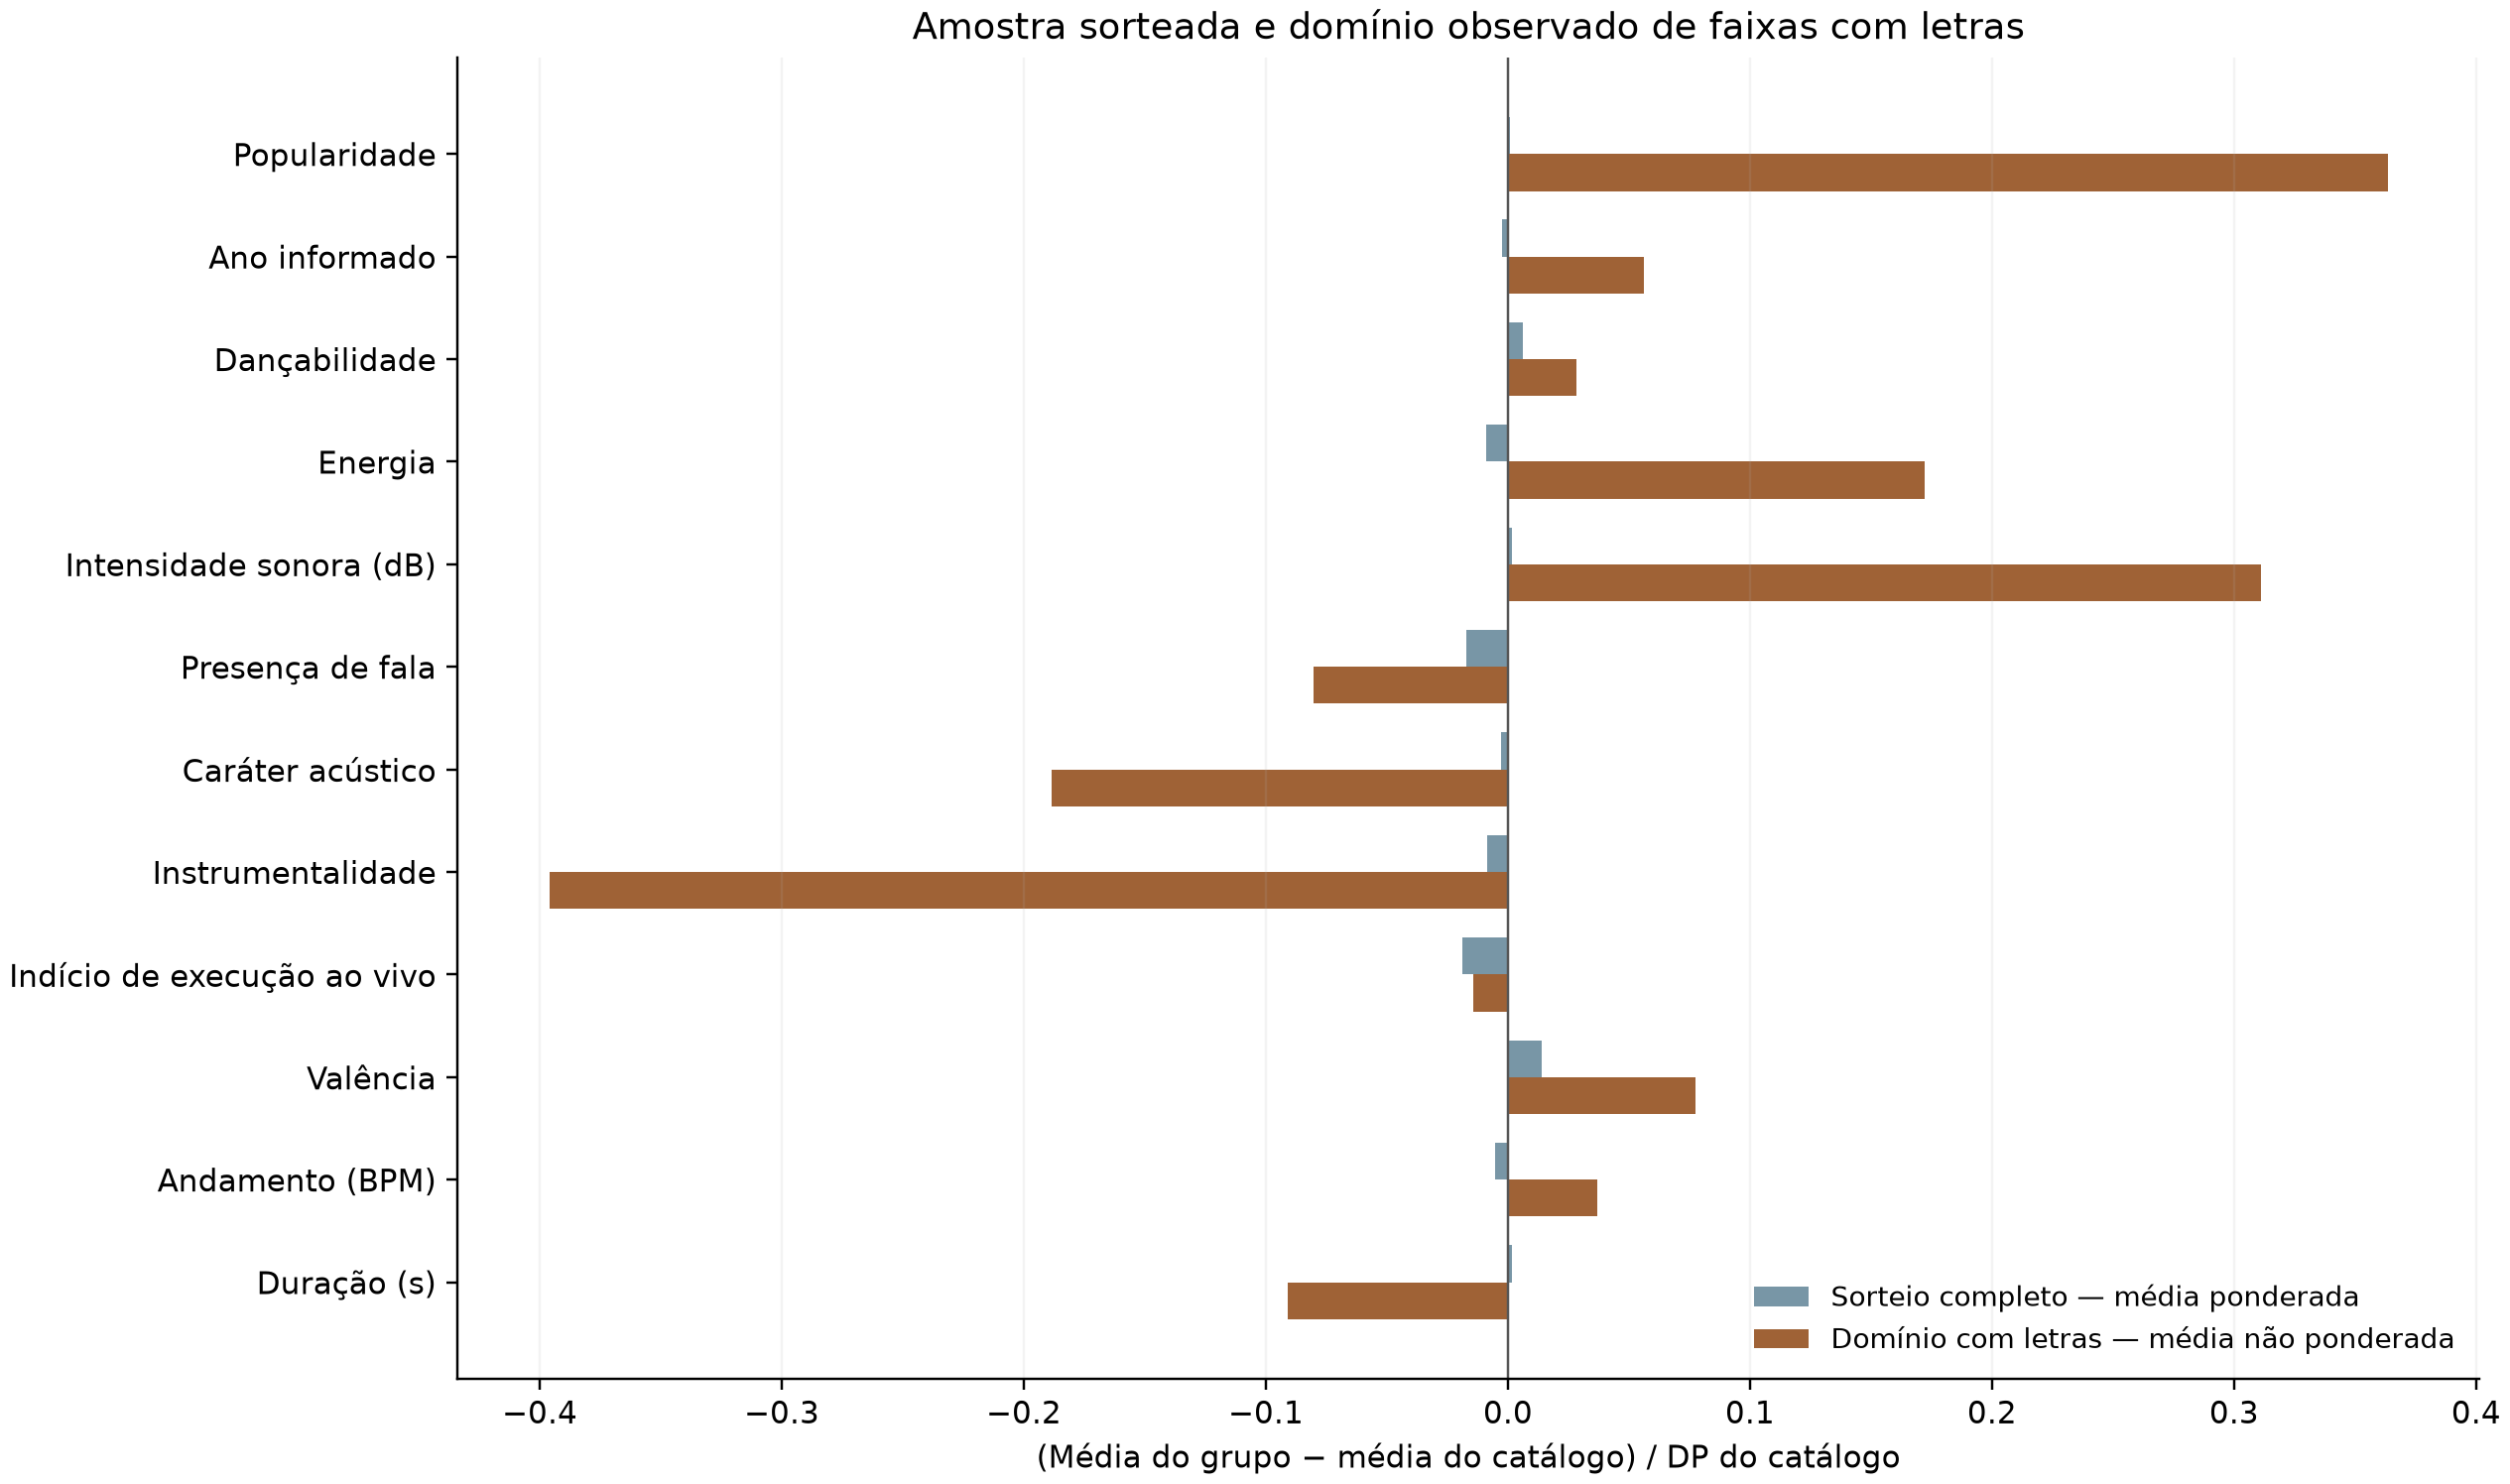 Amostra sorteada e domínio observado de faixas com letras
Popularidade
Ano informado
Dançabilidade
Energia
Intensidade sonora (dB)
Presença de fala
Caráter acústico
Instrumentalidade
Indício de execução ao vivo
Valência
Andamento (BPM)
Duração (s)
Sorteio completo — média ponderada
Domínio com letras — média não ponderada
−0.4 −0.3 −0.2 −0.1 0.0 0.1 0.2 0.3 0.4
(Média do grupo − média do catálogo) / DP do catálogo